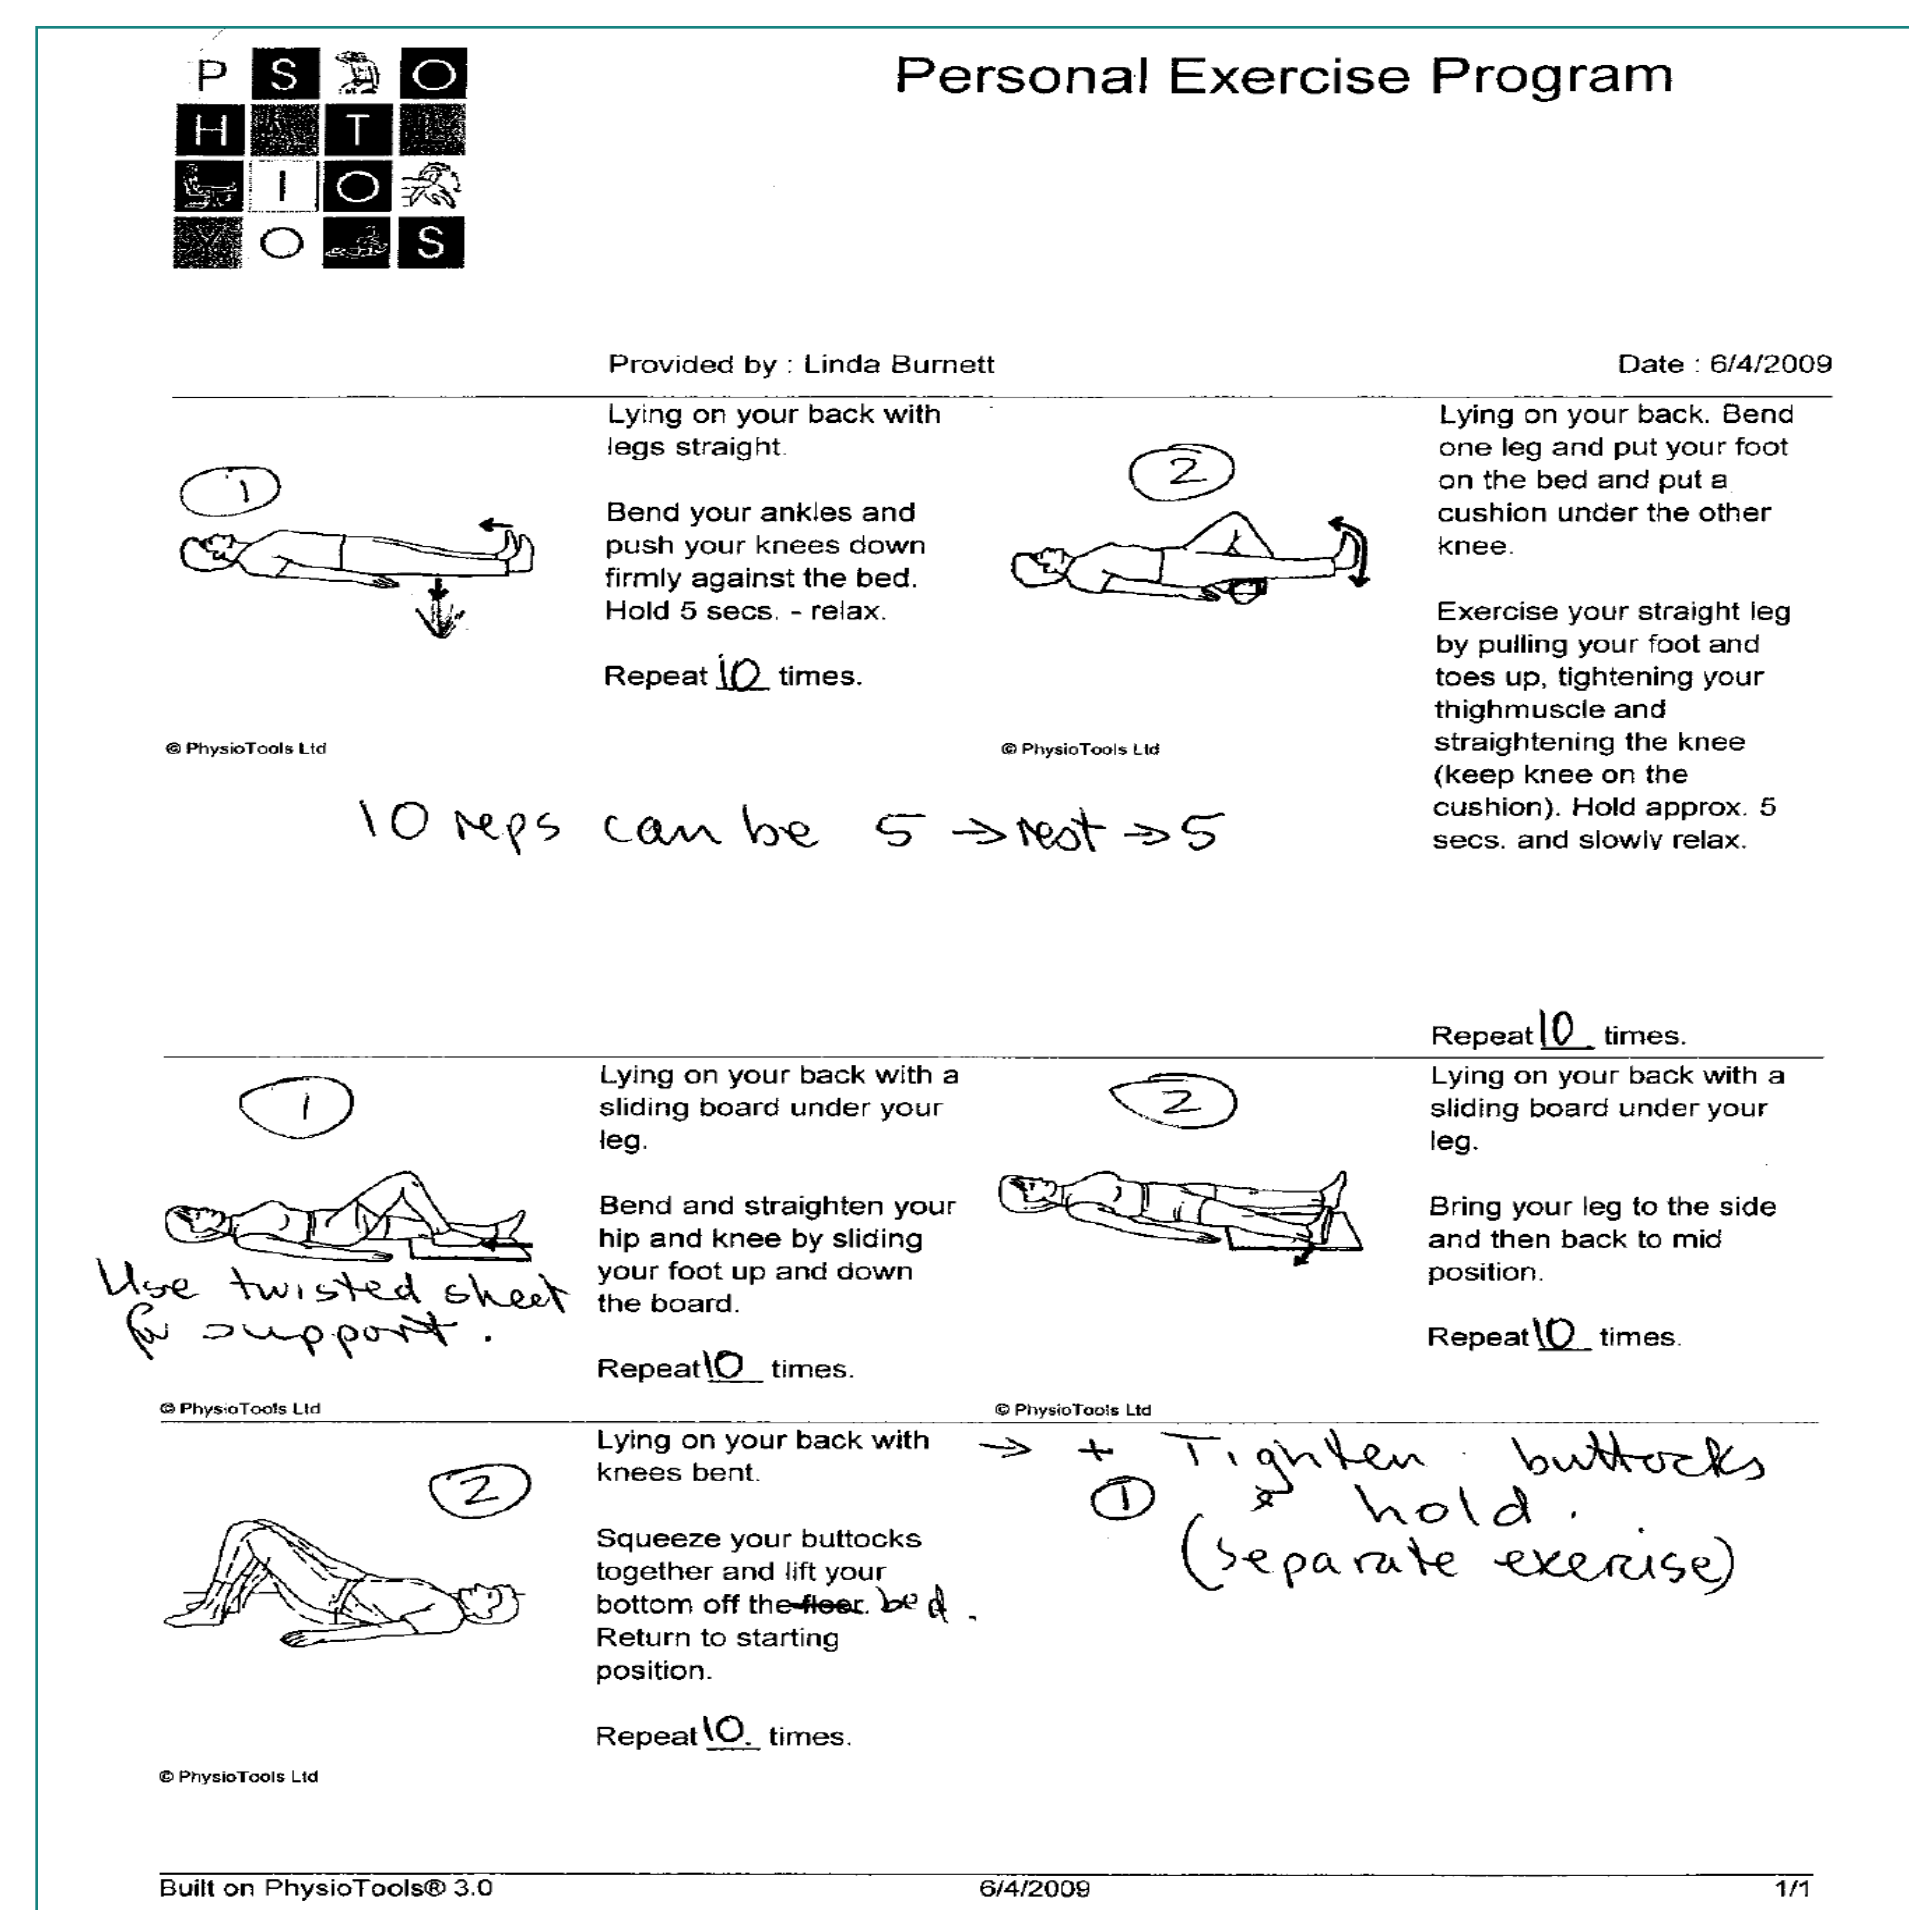 P S O
H A T L
I O
Y O S
Personal Exercise Program
Provided by : Linda Burnett
Date : 6/4/2009
1
Lying on your back with
legs straight.
Bend your ankles and
push your knees down
firmly against the bed.
Hold 5 secs. - relax.
Repeat 10 times.
© PhysioTools Ltd
2
Lying on your back. Bend
one leg and put your foot
on the bed and put a
cushion under the other
knee.
Exercise your straight leg
by pulling your foot and
toes up, tightening your
thighmuscle and
straightening the knee
(keep knee on the
cushion). Hold approx. 5
secs. and slowly relax.
Repeat 10 times.
© PhysioTools Ltd
10 reps can be 5 → rest → 5
1
Lying on your back with a
sliding board under your
leg.
Bend and straighten your
hip and knee by sliding
your foot up and down
the board.
Repeat 10 times.
Use twisted sheet
for support.
© PhysioTools Ltd
2
Lying on your back with a
sliding board under your
leg.
Bring your leg to the side
and then back to mid
position.
Repeat 10 times.
© PhysioTools Ltd
2
Lying on your back with
knees bent.
Squeeze your buttocks
together and lift your
bottom off the floor. bed.
Return to starting
position.
Repeat 10. times.
© PhysioTools Ltd
→ + Tighten buttocks
1 & hold.
(separate exercise)
Built on PhysioTools® 3.0
6/4/2009
1/1